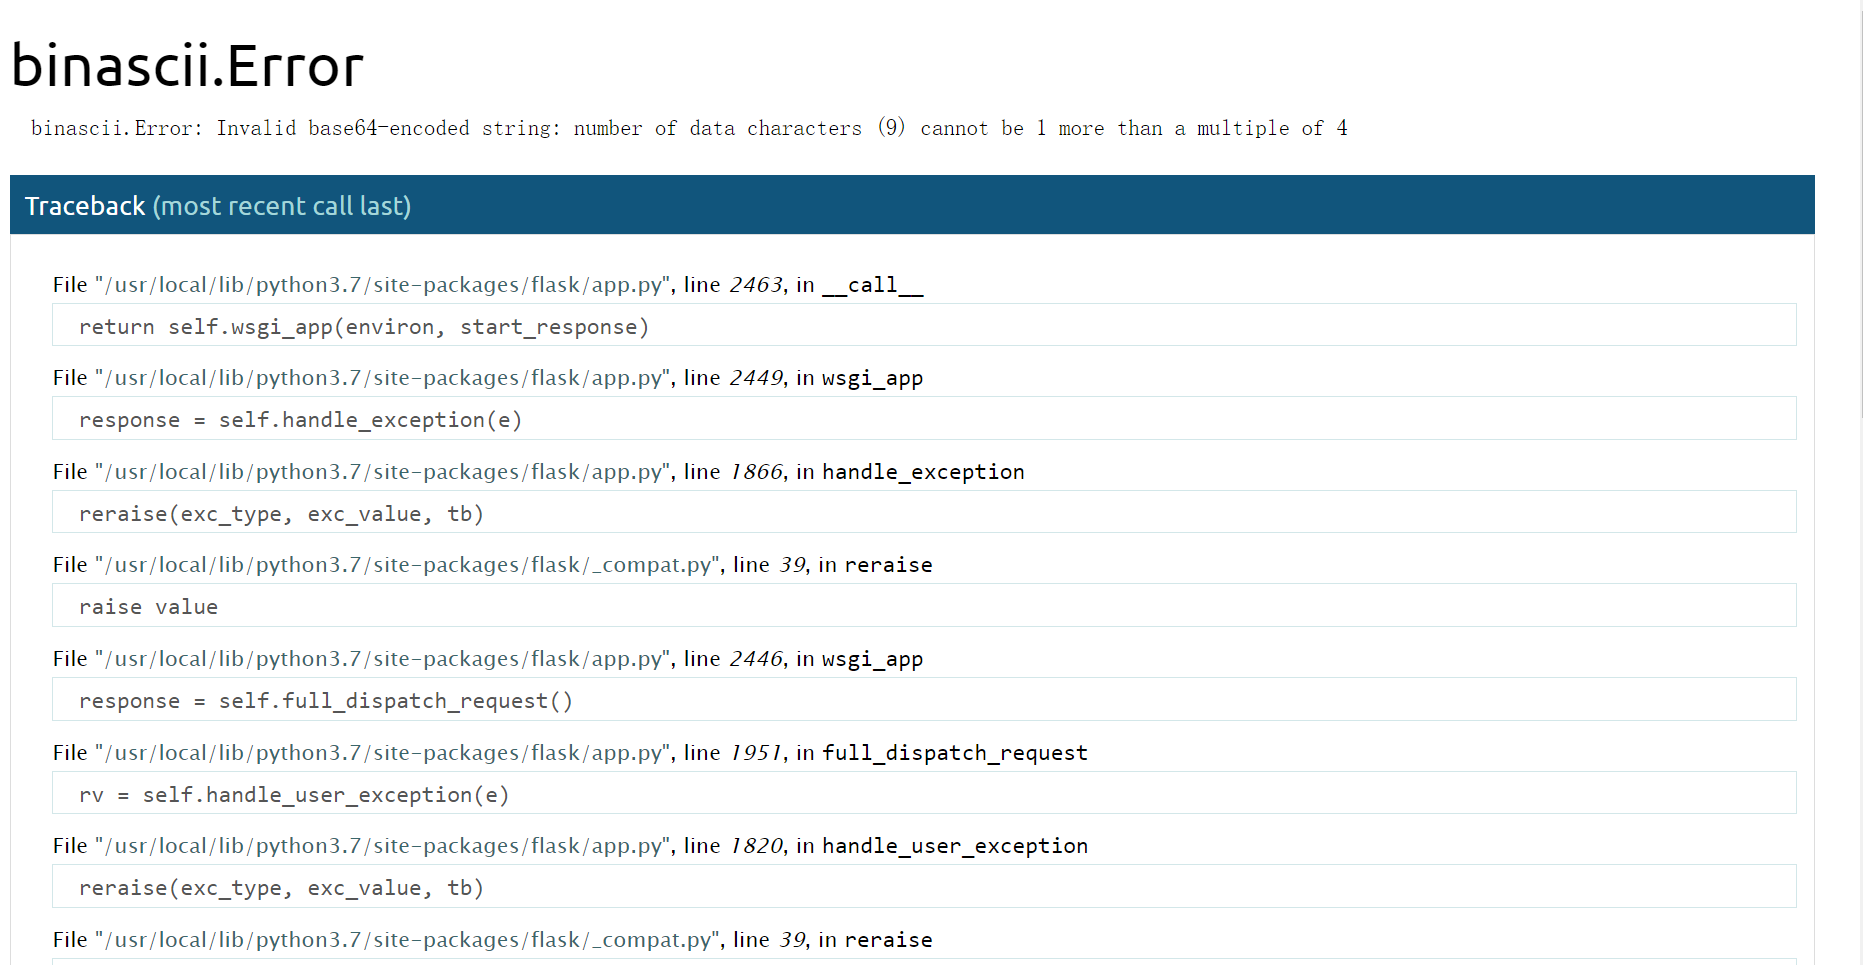 binascii.Error
binascii.Error: Invalid base64-encoded string: number of data characters (9) cannot be 1 more than a multiple of 4
Traceback (most recent call last)
File "/usr/local/lib/python3.7/site-packages/flask/app.py", line 2463, in __call__
return self.wsgi_app(environ, start_response)
File "/usr/local/lib/python3.7/site-packages/flask/app.py", line 2449, in wsgi_app
response = self.handle_exception(e)
File "/usr/local/lib/python3.7/site-packages/flask/app.py", line 1866, in handle_exception
reraise(exc_type, exc_value, tb)
File "/usr/local/lib/python3.7/site-packages/flask/_compat.py", line 39, in reraise
raise value
File "/usr/local/lib/python3.7/site-packages/flask/app.py", line 2446, in wsgi_app
response = self.full_dispatch_request()
File "/usr/local/lib/python3.7/site-packages/flask/app.py", line 1951, in full_dispatch_request
rv = self.handle_user_exception(e)
File "/usr/local/lib/python3.7/site-packages/flask/app.py", line 1820, in handle_user_exception
reraise(exc_type, exc_value, tb)
File "/usr/local/lib/python3.7/site-packages/flask/_compat.py", line 39, in reraise